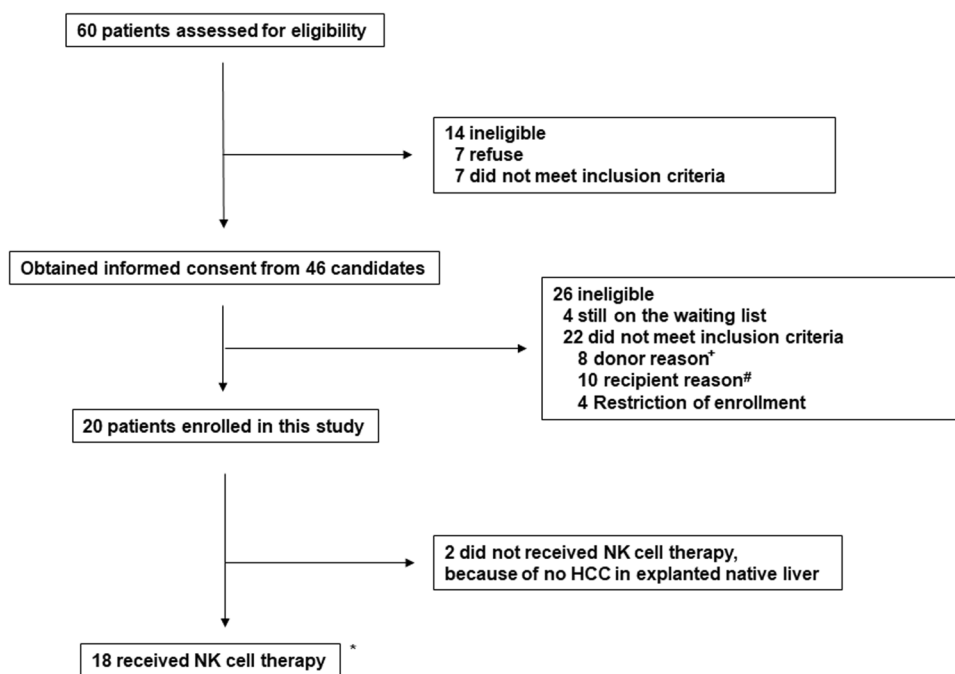 60 patients assessed for eligibility
14 ineligible
7 refuse
7 did not meet inclusion criteria
Obtained informed consent from 46 candidates
26 ineligible
4 still on the waiting list
22 did not meet inclusion criteria
8 donor reason⁺
10 recipient reason#
4 Restriction of enrollment
20 patients enrolled in this study
2 did not received NK cell therapy,
because of no HCC in explanted native liver
18 received NK cell therapy *